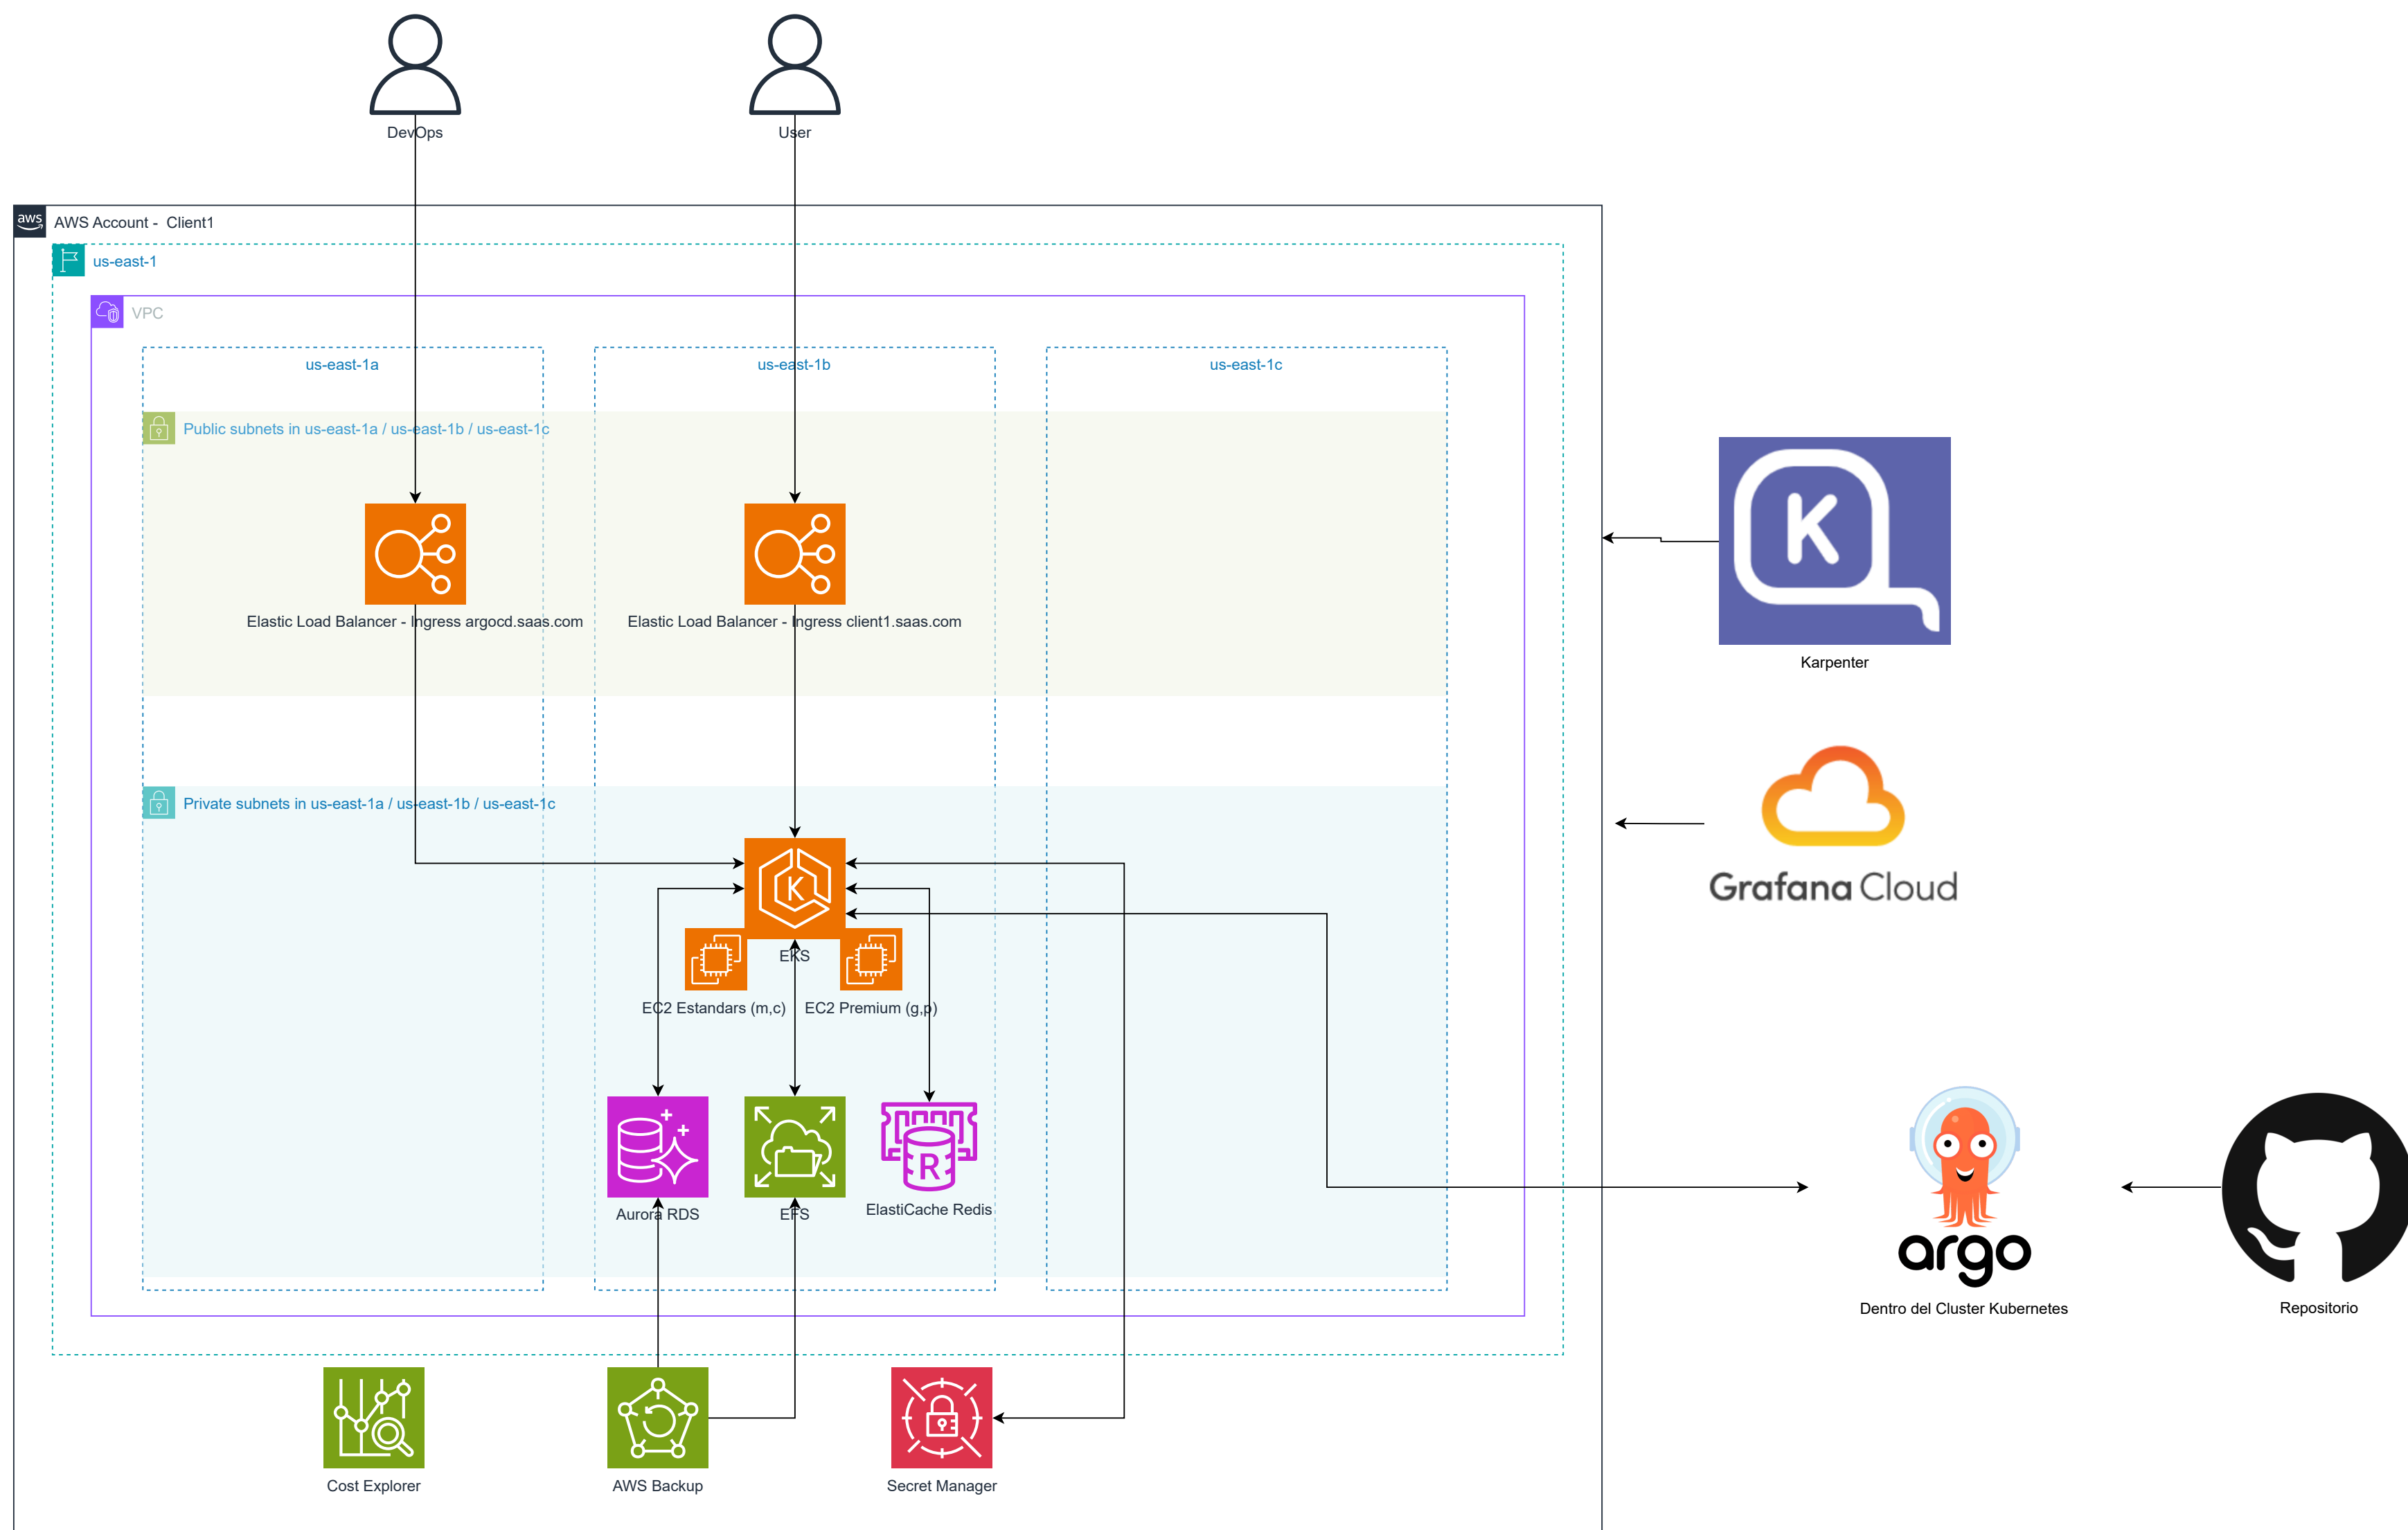 DevOps
User
aws
AWS Account -  Client1
us-east-1
VPC
us-east-1a
us-east-1b
us-east-1c
Public subnets in us-east-1a / us-east-1b / us-east-1c
Elastic Load Balancer - Ingress argocd.saas.com
Elastic Load Balancer - Ingress client1.saas.com
K
Karpenter
Private subnets in us-east-1a / us-east-1b / us-east-1c
Grafana Cloud
K
EKS
EC2 Estandars (m,c)
EC2 Premium (g,p)
R
Aurora RDS
EFS
ElastiCache Redis
argo
Dentro del Cluster Kubernetes
Repositorio
Cost Explorer
AWS Backup
Secret Manager